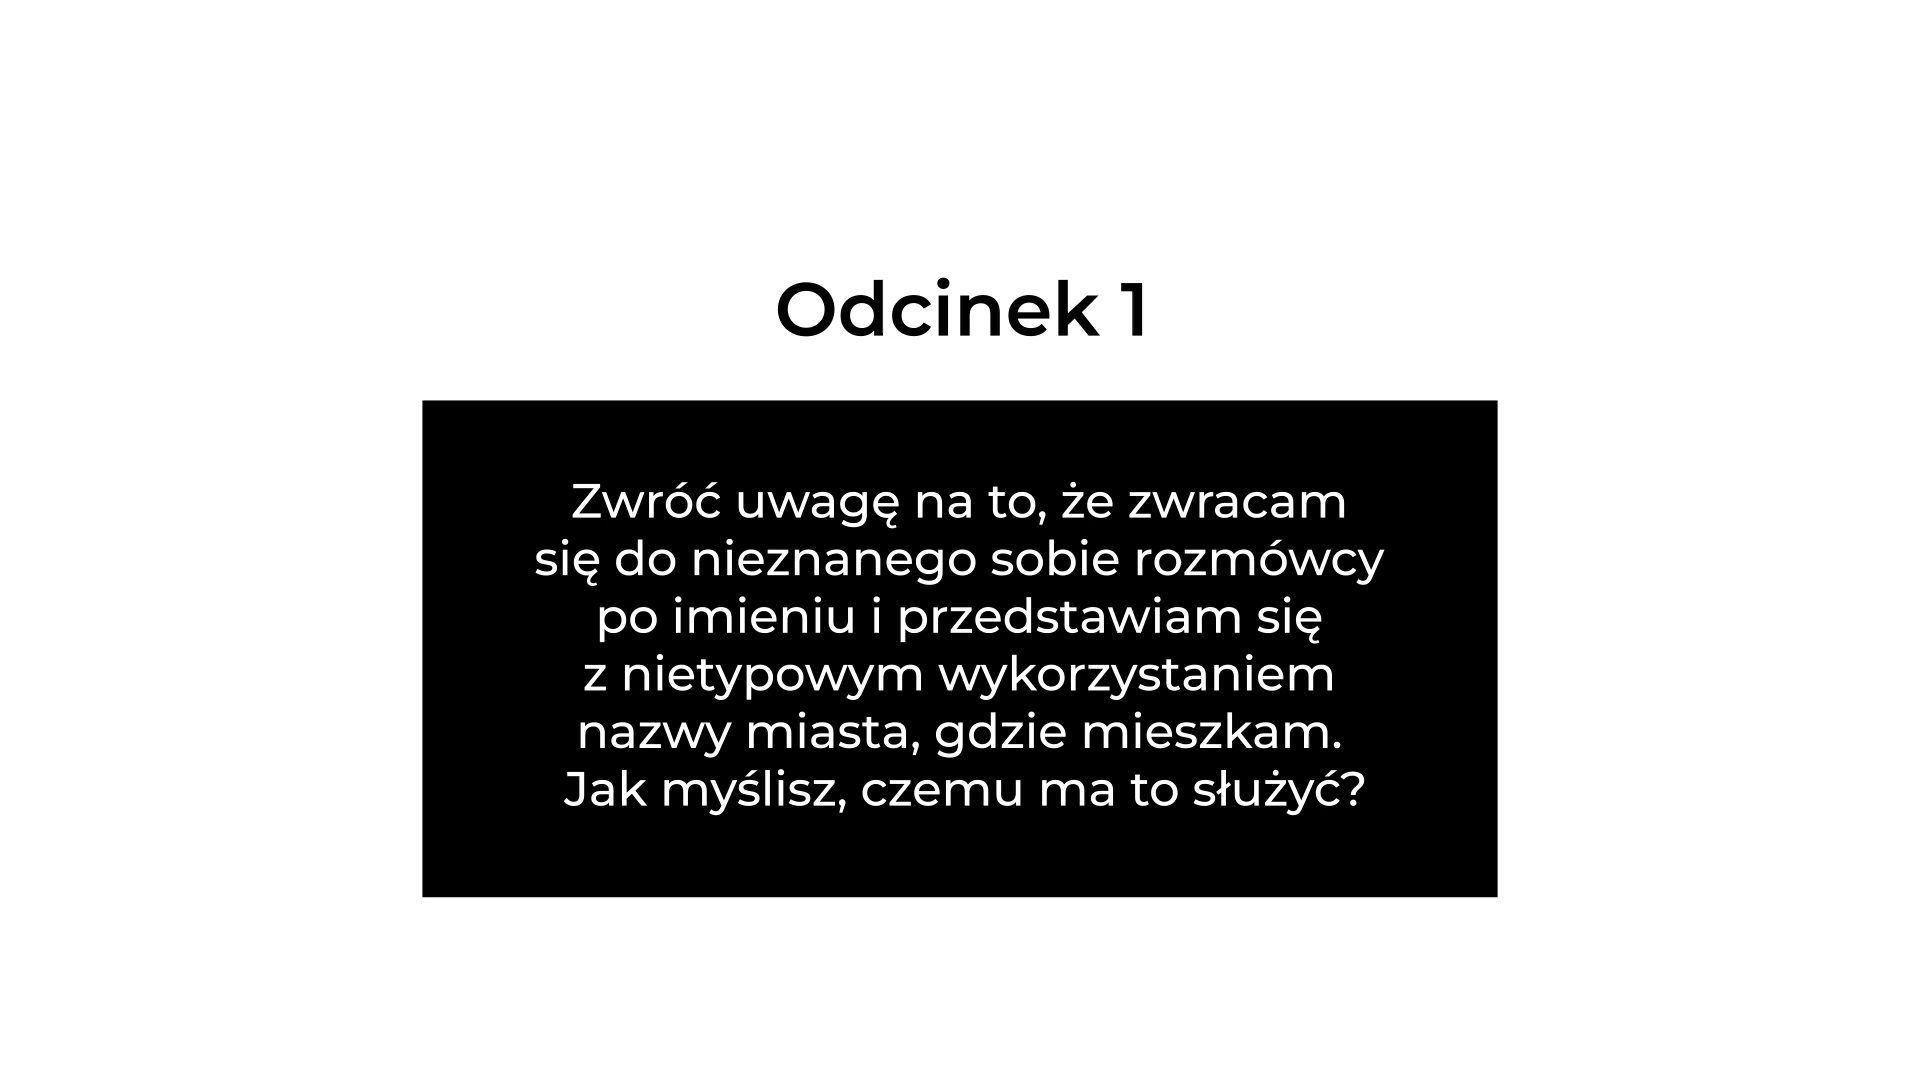 Odcinek 1
Zwróć uwagę na to, że zwracam
się do nieznanego sobie rozmówcy
po imieniu i przedstawiam się
z nietypowym wykorzystaniem
nazwy miasta, gdzie mieszkam.
Jak myślisz, czemu ma to służyć?